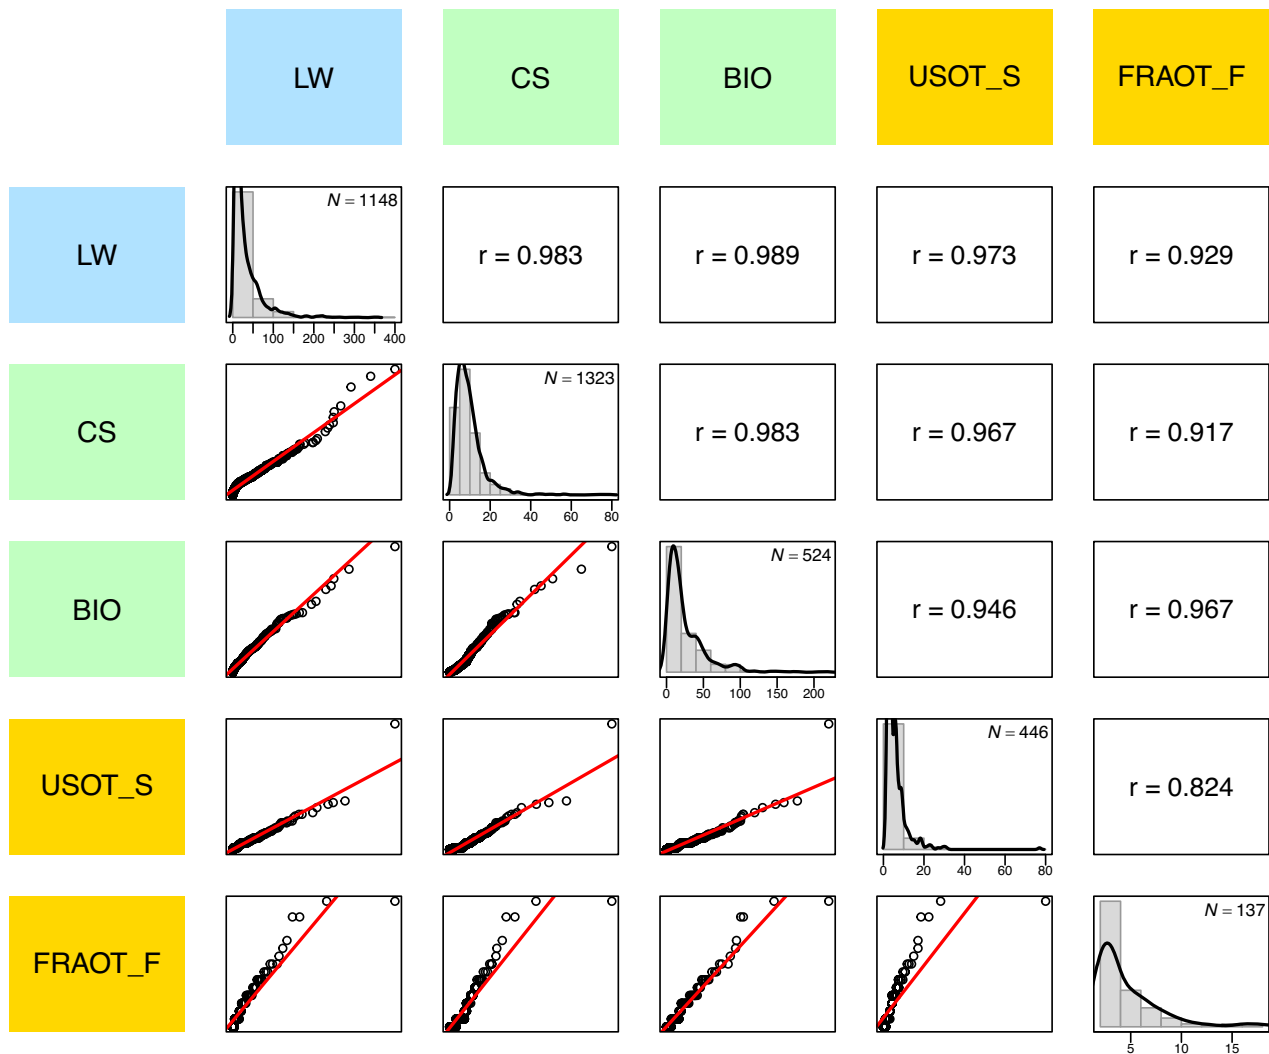 LW CS BIO USOT_S FRAOT_F
LW N = 1148 r = 0.983 r = 0.989 r = 0.973 r = 0.929
0 100 200 300 400
CS N = 1323 r = 0.983 r = 0.967 r = 0.917
0 20 40 60 80
BIO N = 524 r = 0.946 r = 0.967
0 50 100 150 200
USOT_S N = 446 r = 0.824
0 20 40 60 80
FRAOT_F N = 137
5 10 15